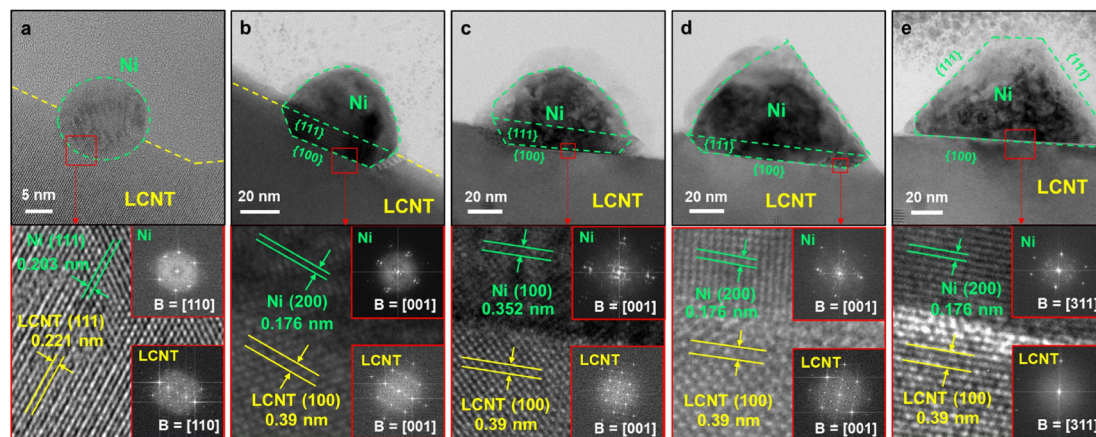 a
Ni
LCNT
5 nm
b
Ni
{111}
{100}
LCNT
20 nm
c
Ni
{111}
{100}
LCNT
20 nm
d
Ni
{111}
{100}
LCNT
20 nm
e
{111}
{111}
Ni
{100}
LCNT
20 nm
Ni (111)
0.203 nm
LCNT (111)
0.221 nm
Ni
B = [110]
LCNT
B = [110]
Ni (200)
0.176 nm
LCNT (100)
0.39 nm
Ni
B = [001]
LCNT
B = [001]
Ni (100)
0.352 nm
LCNT (100)
0.39 nm
Ni
B = [001]
LCNT
B = [001]
Ni (200)
0.176 nm
LCNT (100)
0.39 nm
Ni
B = [001]
LCNT
B = [001]
Ni (200)
0.176 nm
LCNT (100)
0.39 nm
Ni
B = [311]
LCNT
B = [311]